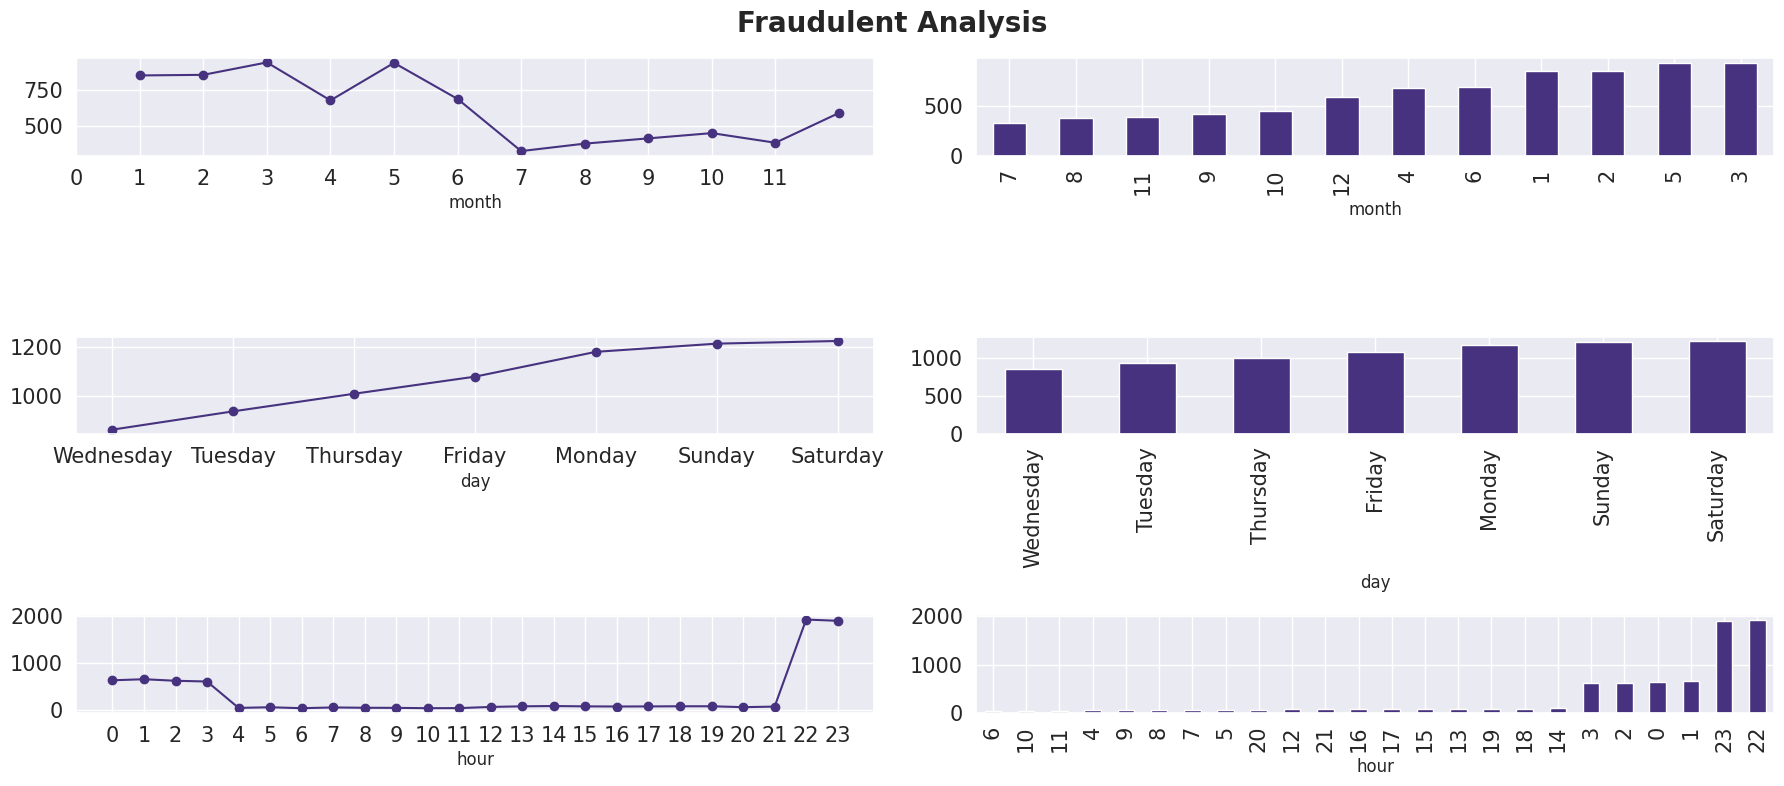 Fraudulent Analysis
750
500
0 1 2 3 4 5 6 7 8 9 10 11
month
500
0
7 8 11 9 10 12 4 6 1 2 5 3
month
1200
1000
Wednesday Tuesday Thursday Friday Monday Sunday Saturday
day
1000
500
0
Wednesday Tuesday Thursday Friday Monday Sunday Saturday
day
2000
1000
0
0 1 2 3 4 5 6 7 8 9 10 11 12 13 14 15 16 17 18 19 20 21 22 23
hour
2000
1000
0
6 10 11 4 9 8 7 5 20 12 21 16 17 15 13 19 18 14 3 2 0 1 23 22
hour